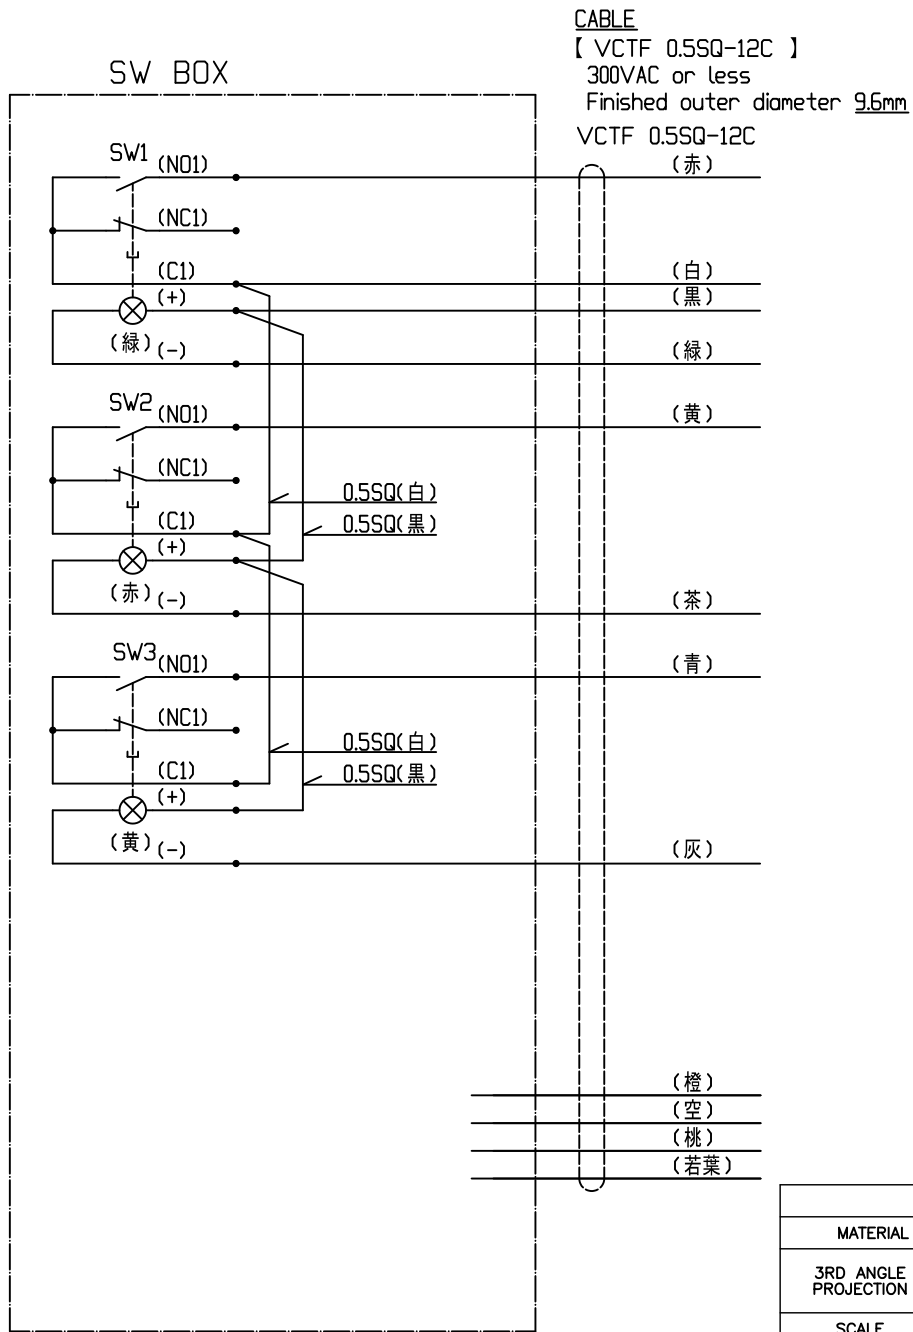 CABLE
【 VCTF 0.5SQ-12C 】
300VAC or less
Finished outer diameter 9.6mm
VCTF 0.5SQ-12C
SW BOX
SW1
(NO1)
(赤)
(NC1)
(C1)
(白)
(+)
(黒)
(緑)
(-)
(緑)
SW2
(NO1)
(黄)
(NC1)
0.5SQ(白)
(C1)
0.5SQ(黒)
(+)
(赤)
(-)
(茶)
SW3
(NO1)
(青)
(NC1)
0.5SQ(白)
(C1)
0.5SQ(黒)
(+)
(黄)
(-)
(灰)
(橙)
(空)
(桃)
(若葉)
MATERIAL
3RD ANGLE
PROJECTION
SCALE